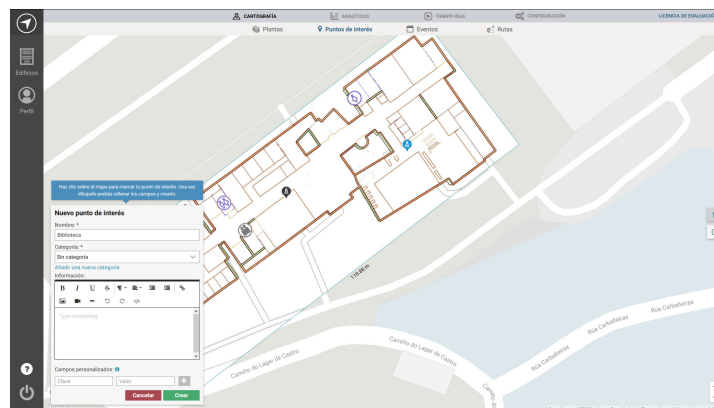 CARTOGRAFÍA
ANALÍTICAS
TIEMPO REAL
CONFIGURACIÓN
LICENCIA DE EVALUACIÓ
Plantas
Puntos de interés
Eventos
Rutas
Edificios
Perfil
Haz clic sobre el mapa para marcar tu punto de interés. Una vez
dibujado podrás rellenar los campos y crearlo.
Nuevo punto de interés
Nombre: *
Biblioteca
Categoría: *
Sin categoría
Añadir una nueva categoría
Información:
B I U S ¶
Type something
Campos personalizados:
Clave
Valor
+
Cancelar
Crear
?
116.86 m
Camiño do Lagar de Castro
Camiño do Lagar de Castro
Rúa Carballeiras
Rúa Carballeiras
Rúa Carballeiras